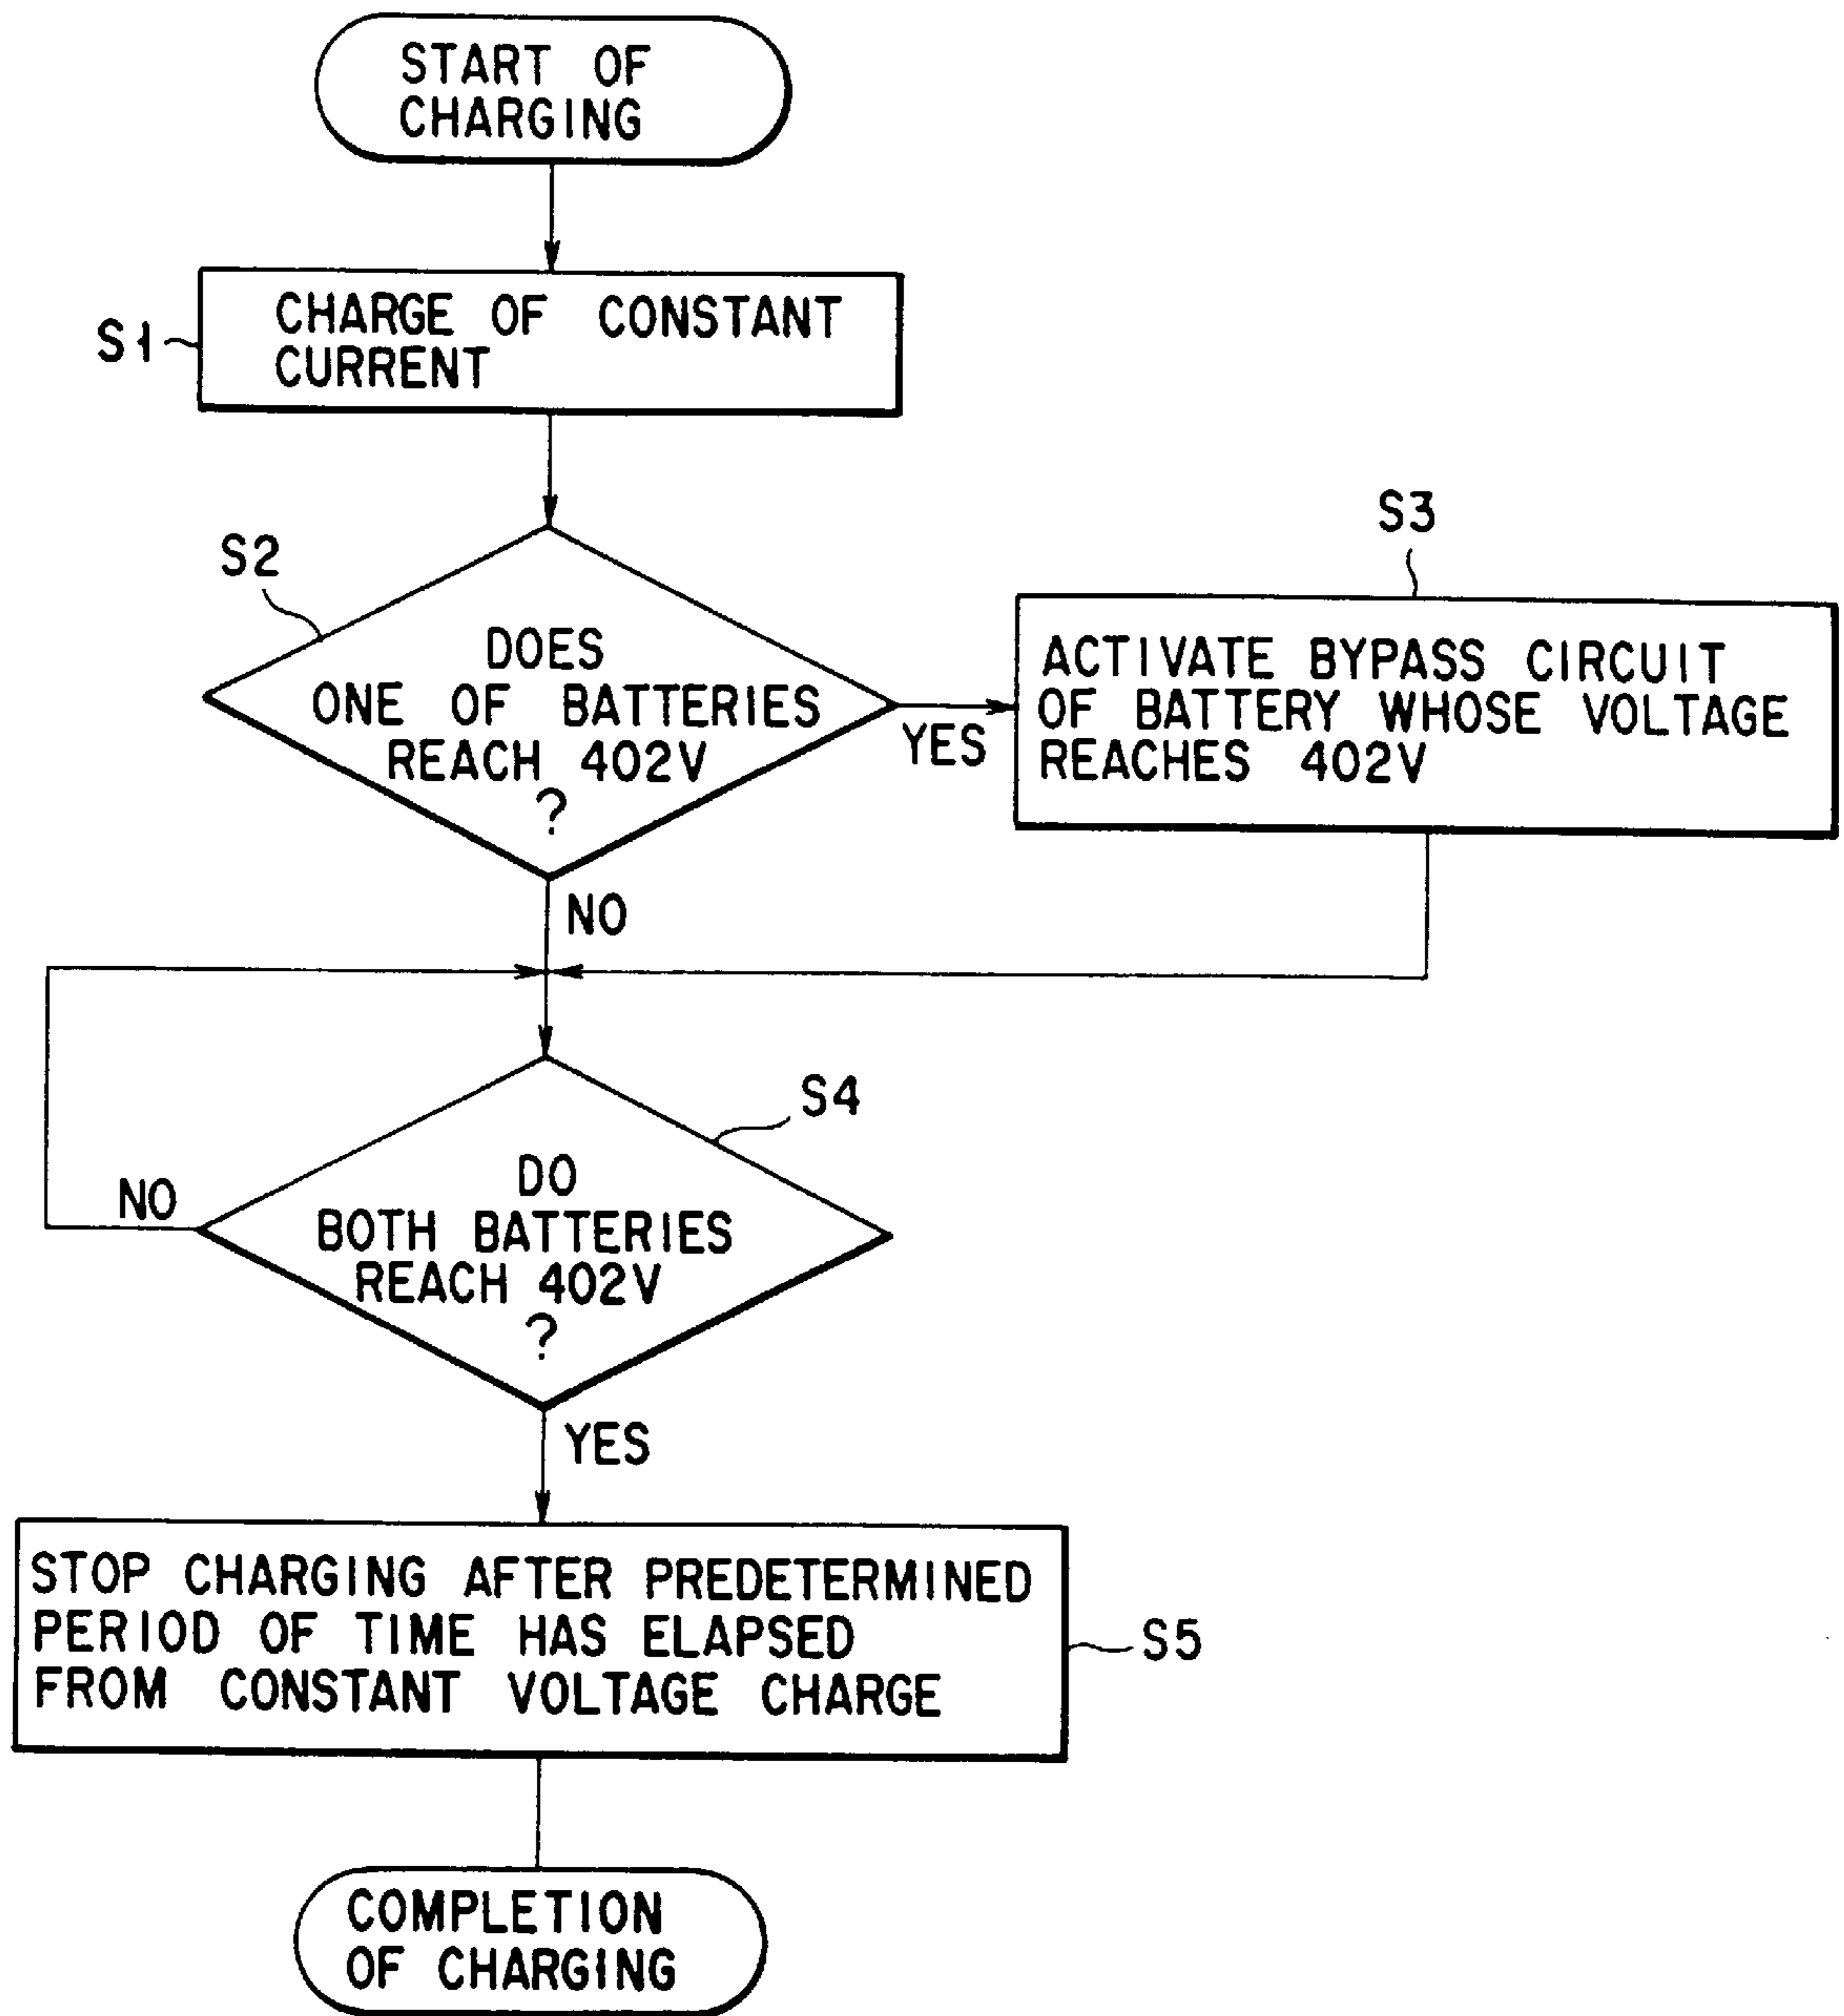 START OF
CHARGING
S1
CHARGE OF CONSTANT
CURRENT
S2
DOES
ONE OF BATTERIES
REACH 402V
?
YES
S3
ACTIVATE BYPASS CIRCUIT
OF BATTERY WHOSE VOLTAGE
REACHES 402V
NO
S4
DO
BOTH BATTERIES
REACH 402V
?
NO
YES
STOP CHARGING AFTER PREDETERMINED
PERIOD OF TIME HAS ELAPSED
FROM CONSTANT VOLTAGE CHARGE
S5
COMPLETION
OF CHARGING